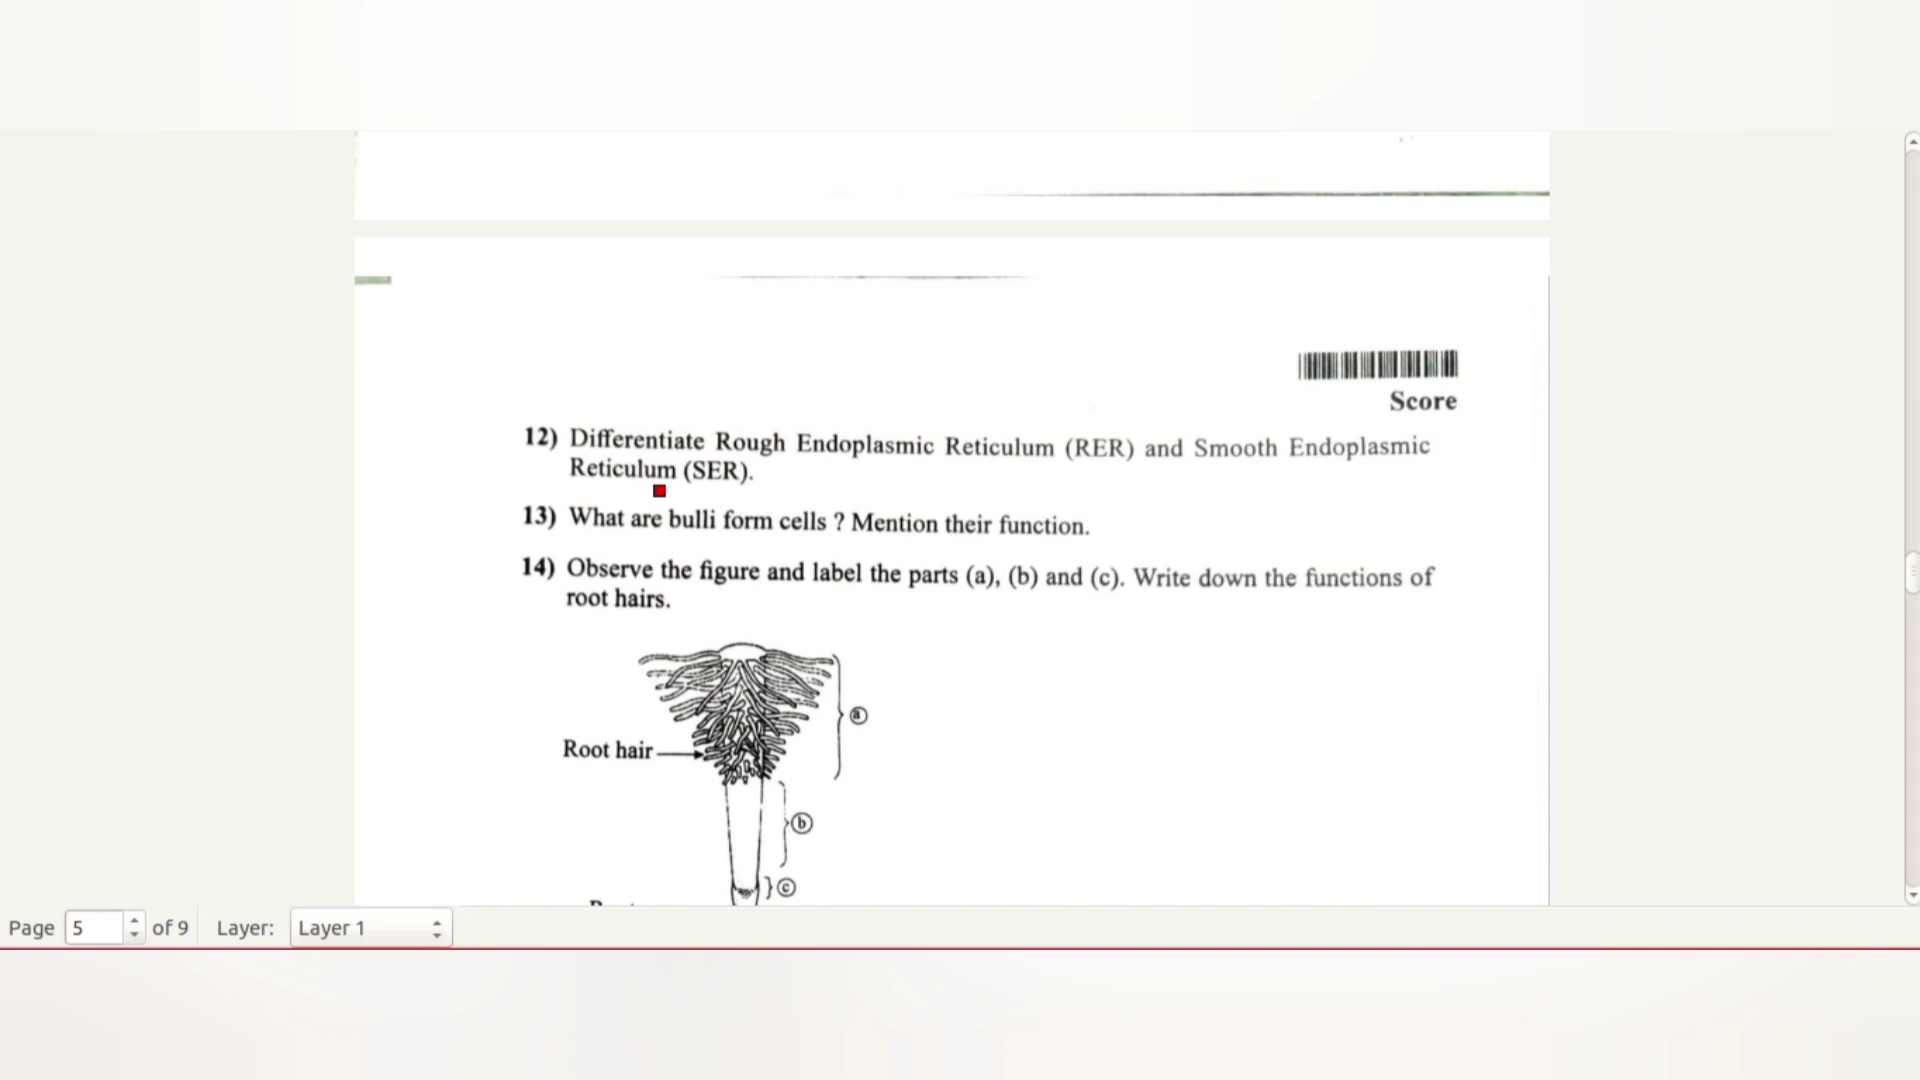 Score
12) Differentiate Rough Endoplasmic Reticulum (RER) and Smooth Endoplasmic
Reticulum (SER).
13) What are bulli form cells ? Mention their function.
14) Observe the figure and label the parts (a), (b) and (c). Write down the functions of
root hairs.
a
Root hair
b
c
Page 5 of 9 Layer: Layer 1